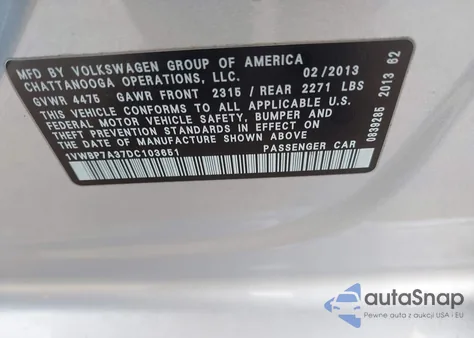 MFD BY VOLKSWAGEN GROUP OF AMERICA
CHATTANOOGA OPERATIONS, LLC. 02/2013
GVWR 4475 GAWR FRONT 2315 / REAR 2271 LBS
THIS VEHICLE CONFORMS TO ALL APPLICABLE U.S.
FEDERAL MOTOR VEHICLE SAFETY, BUMPER AND
THEFT PREVENTION STANDARDS IN EFFECT ON
THE DATE OF MANUFACTURE SHOWN ABOVE
1VWBP7A37DC103651 PASSENGER CAR
0839285 2013 62
autoSnap
Pewne auta z aukcji USA i EU